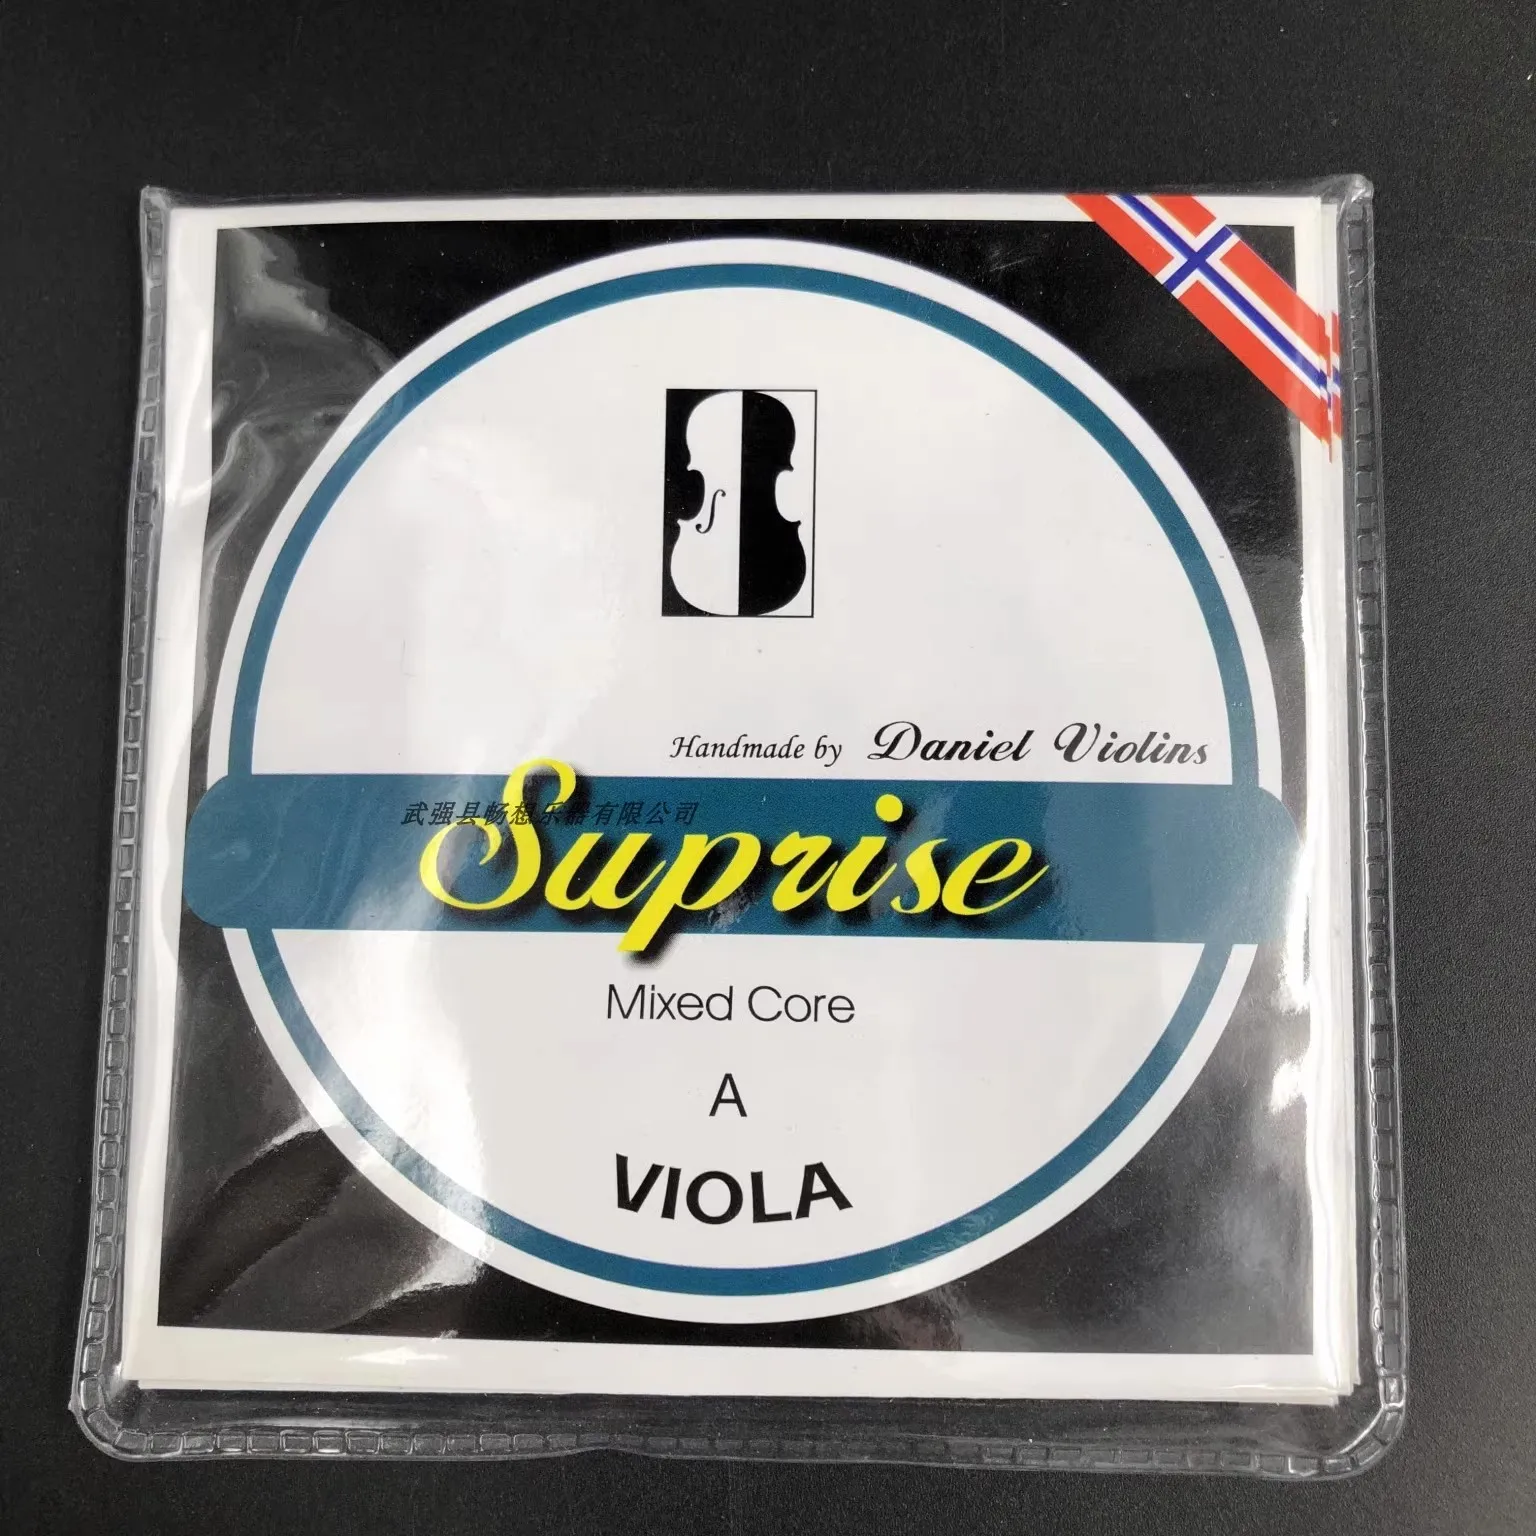 Handmade by Daniel Violins
武强县畅想乐器有限公司
Suprise
Mixed Core
A
VIOLA